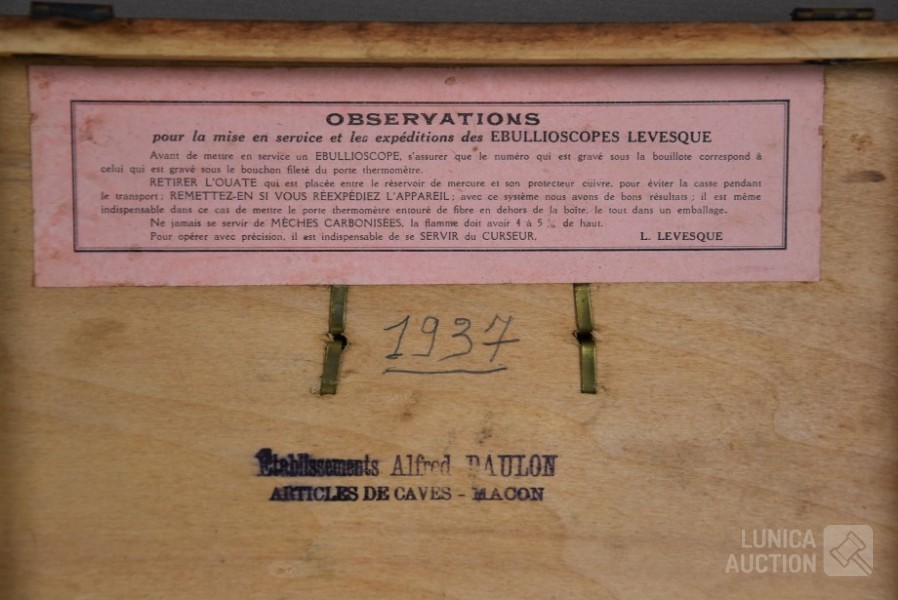 OBSERVATIONS
pour la mise en service et les expéditions des EBULLIOSCOPES LEVESQUE
Avant de mettre en service un EBULLIOSCOPE, s'assurer que le numéro qui est gravé sous la bouillote correspond à
celui qui est gravé sous le bouchon fileté du porte thermomètre.
RETIRER L'OUATE qui est placée entre le réservoir de mercure et son protecteur cuivre, pour éviter la casse pendant
le transport; REMETTEZ-EN SI VOUS RÉEXPÉDIEZ L'APPAREIL; avec ce système nous avons de bons résultats; il est même
indispensable dans ce cas de mettre le porte thermomètre entouré de fibre en dehors de la boîte, le tout dans un emballage.
Ne jamais se servir de MÈCHES CARBONISÉES, la flamme doit avoir 4 à 5 de haut.
Pour opérer avec précision, il est indispensable de se SERVIR du CURSEUR. L. LEVESQUE
1937
Etablissements Alfred DAULON
ARTICLES DE CAVES - MACON
LUNICA
AUCTION